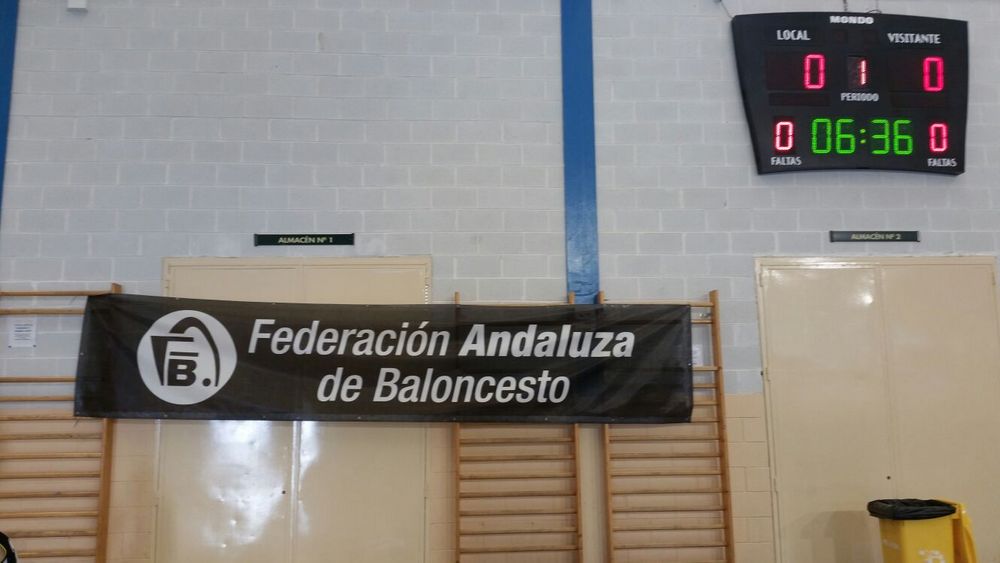 MONDO
LOCAL
VISITANTE
0
1
0
PERIODO
0
06:36
0
FALTAS
FALTAS
ALMACÉN Nº 1
ALMACÉN Nº 2
FB.
Federación Andaluza
de Baloncesto